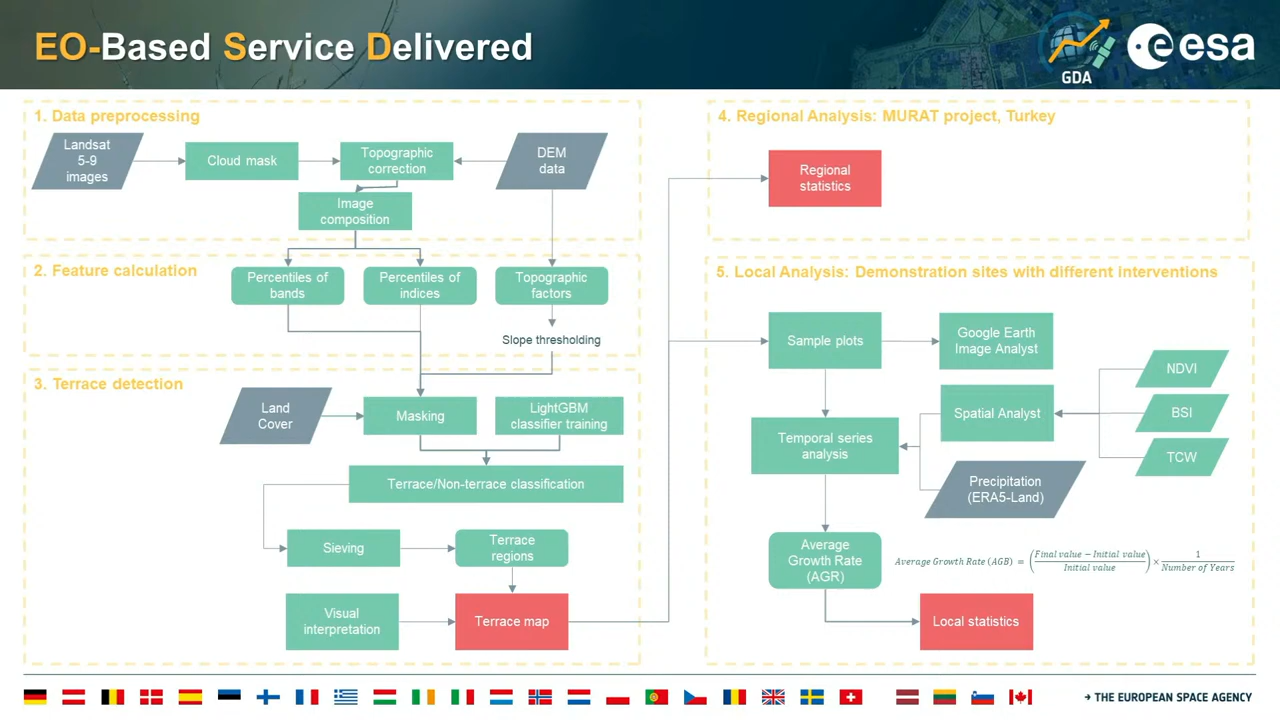 EO-Based Service Delivered
GDA
esa
1. Data preprocessing
Landsat
5-9
images
Cloud mask
Topographic
correction
DEM
data
Image
composition
2. Feature calculation
Percentiles of
bands
Percentiles of
indices
Topographic
factors
Slope thresholding
3. Terrace detection
Land
Cover
Masking
LightGBM
classifier training
Terrace/Non-terrace classification
Sieving
Terrace
regions
Visual
interpretation
Terrace map
4. Regional Analysis: MURAT project, Turkey
Regional
statistics
5. Local Analysis: Demonstration sites with different interventions
Sample plots
Google Earth
Image Analyst
NDVI
Spatial Analyst
BSI
Temporal series
analysis
TCW
Precipitation
(ERA5-Land)
Average
Growth Rate
(AGR)
Average Growth Rate (AGB) = (Final value − Initial value / Initial value) × 1 / Number of Years
Local statistics
→ THE EUROPEAN SPACE AGENCY